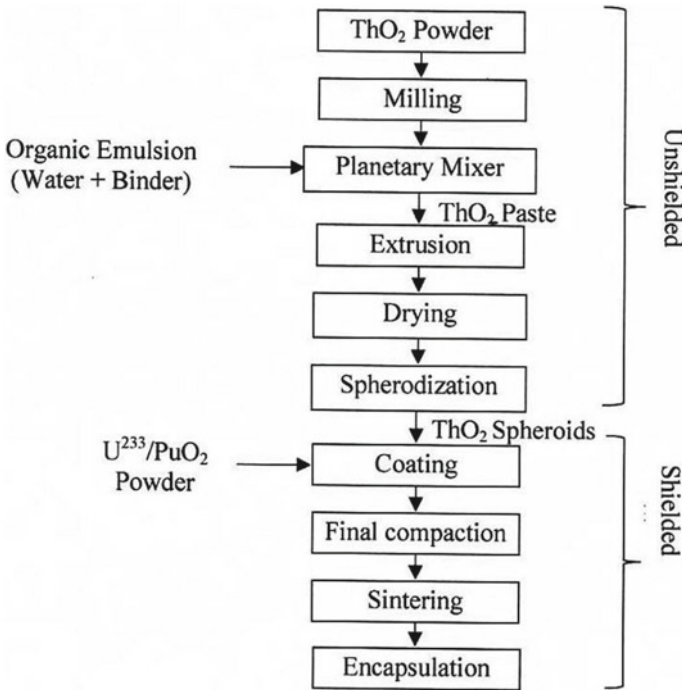 ThO₂ Powder
Milling
Organic Emulsion
(Water + Binder)
Planetary Mixer
ThO₂ Paste
Extrusion
Drying
Spherodization
Unshielded
ThO₂ Spheroids
U²³³/PuO₂
Powder
Coating
Final compaction
Sintering
Encapsulation
Shielded